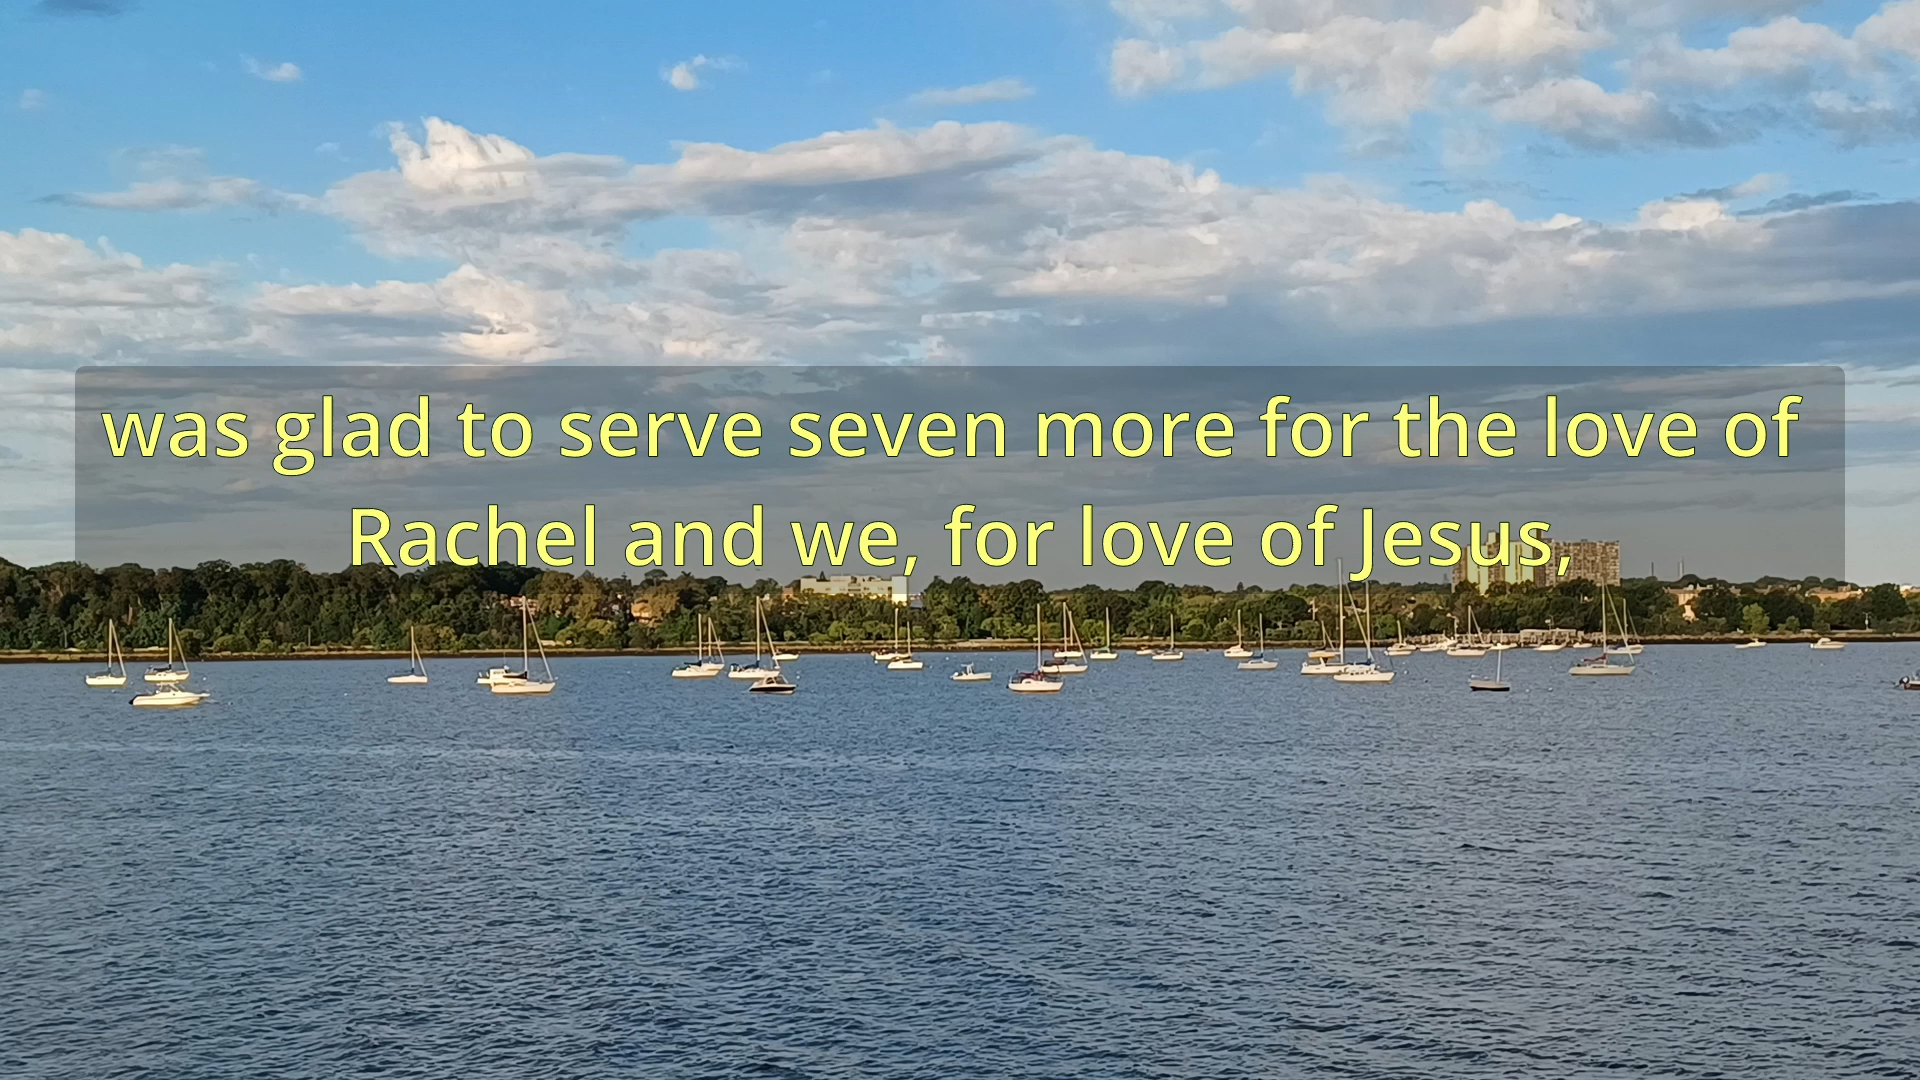 was glad to serve seven more for the love of
Rachel and we, for love of Jesus,